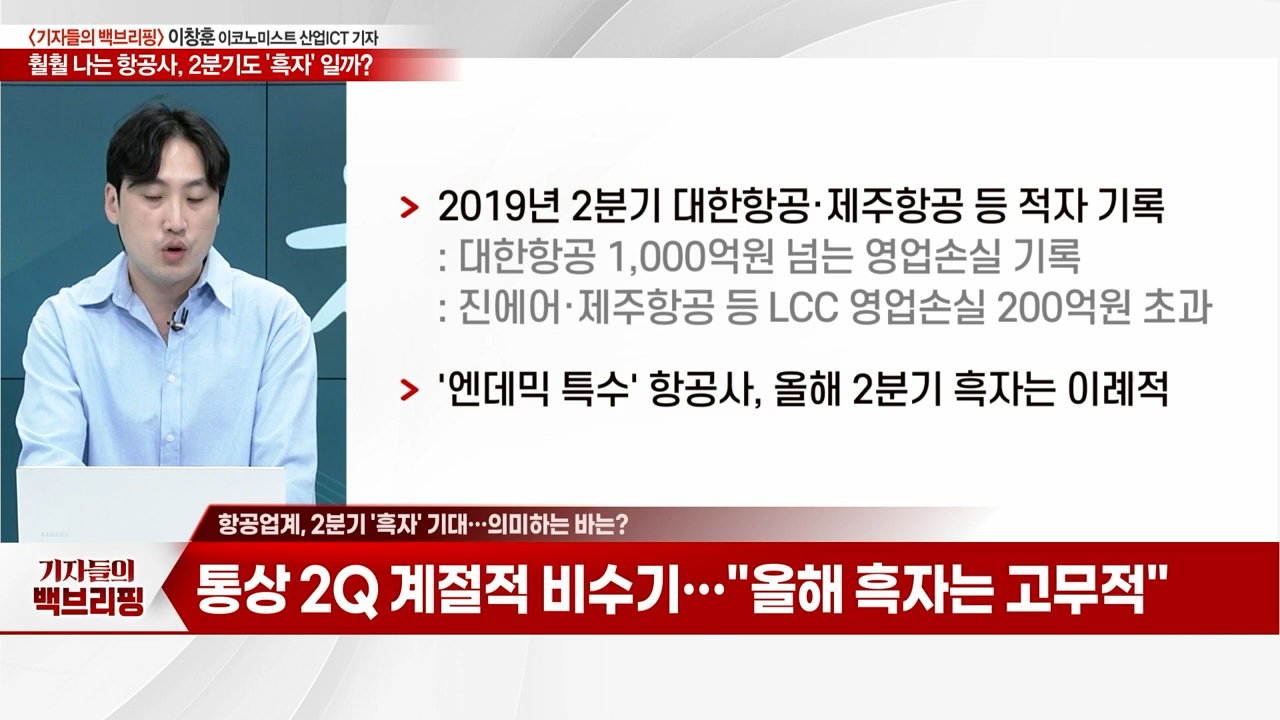 <기자들의 백브리핑> 이창훈 이코노미스트 산업ICT 기자
훨훨 나는 항공사, 2분기도 '흑자' 일까?
> 2019년 2분기 대한항공·제주항공 등 적자 기록
: 대한항공 1,000억원 넘는 영업손실 기록
: 진에어·제주항공 등 LCC 영업손실 200억원 초과
> '엔데믹 특수' 항공사, 올해 2분기 흑자는 이례적
항공업계, 2분기 '흑자' 기대…의미하는 바는?
기자들의
백브리핑
통상 2Q 계절적 비수기…"올해 흑자는 고무적"